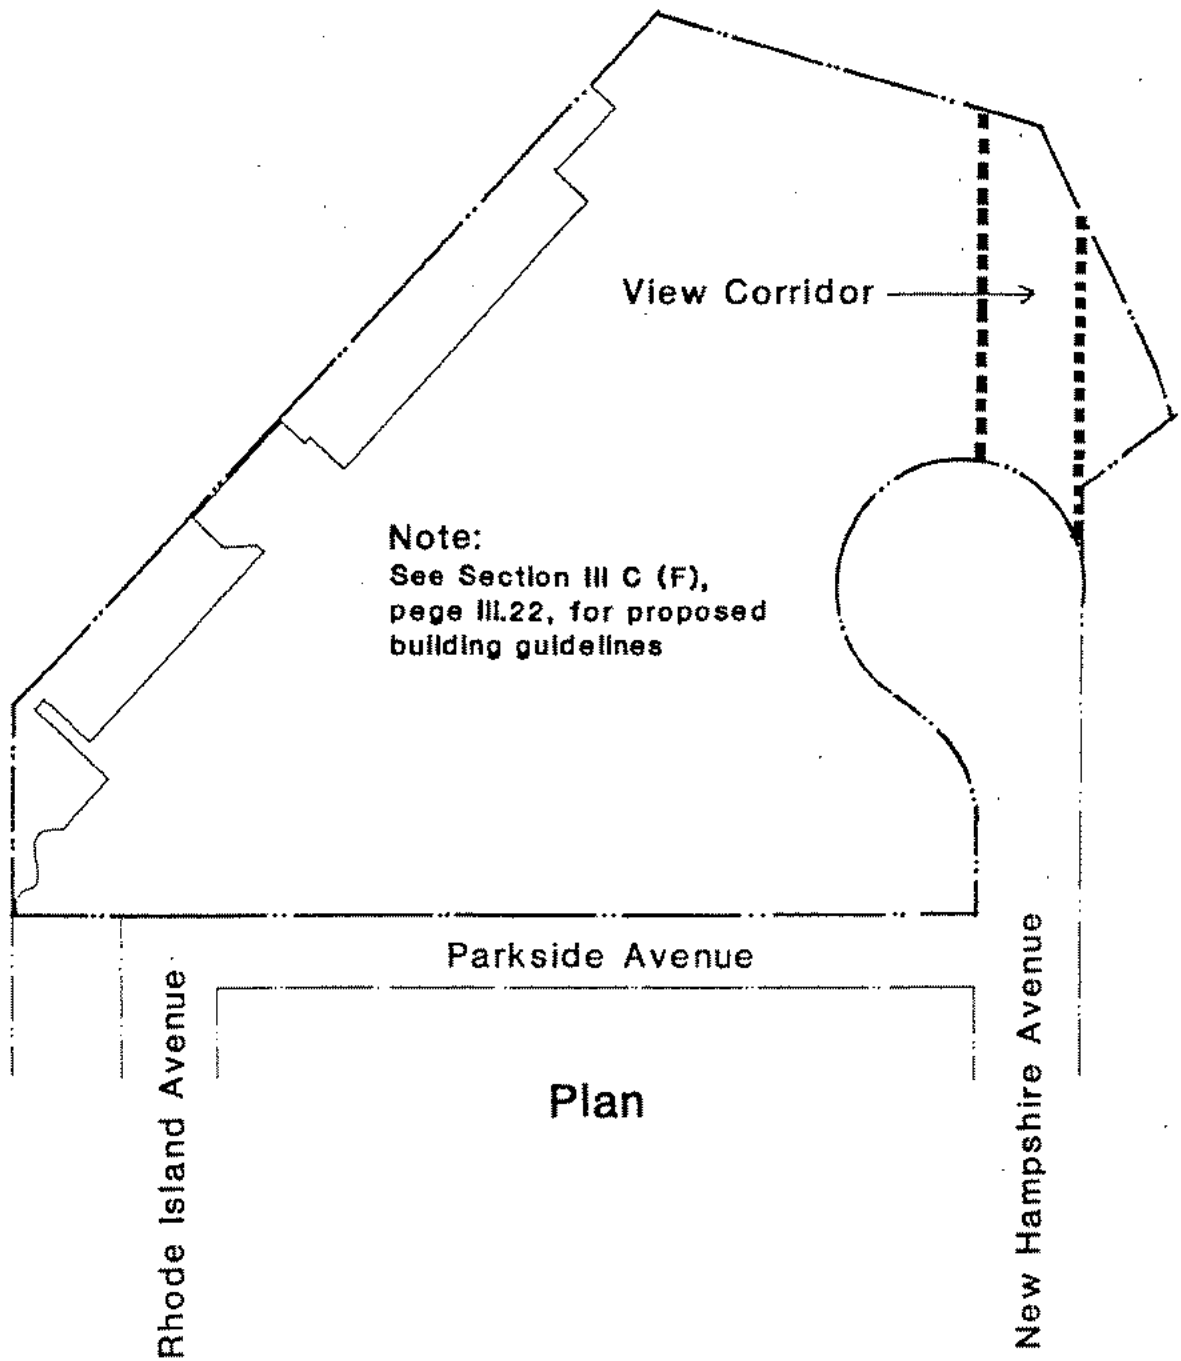 View Corridor
Note:
See Section III C (F),
pege III.22, for proposed
building guidelines
Parkside Avenue
Rhode Island Avenue
New Hampshire Avenue
Plan